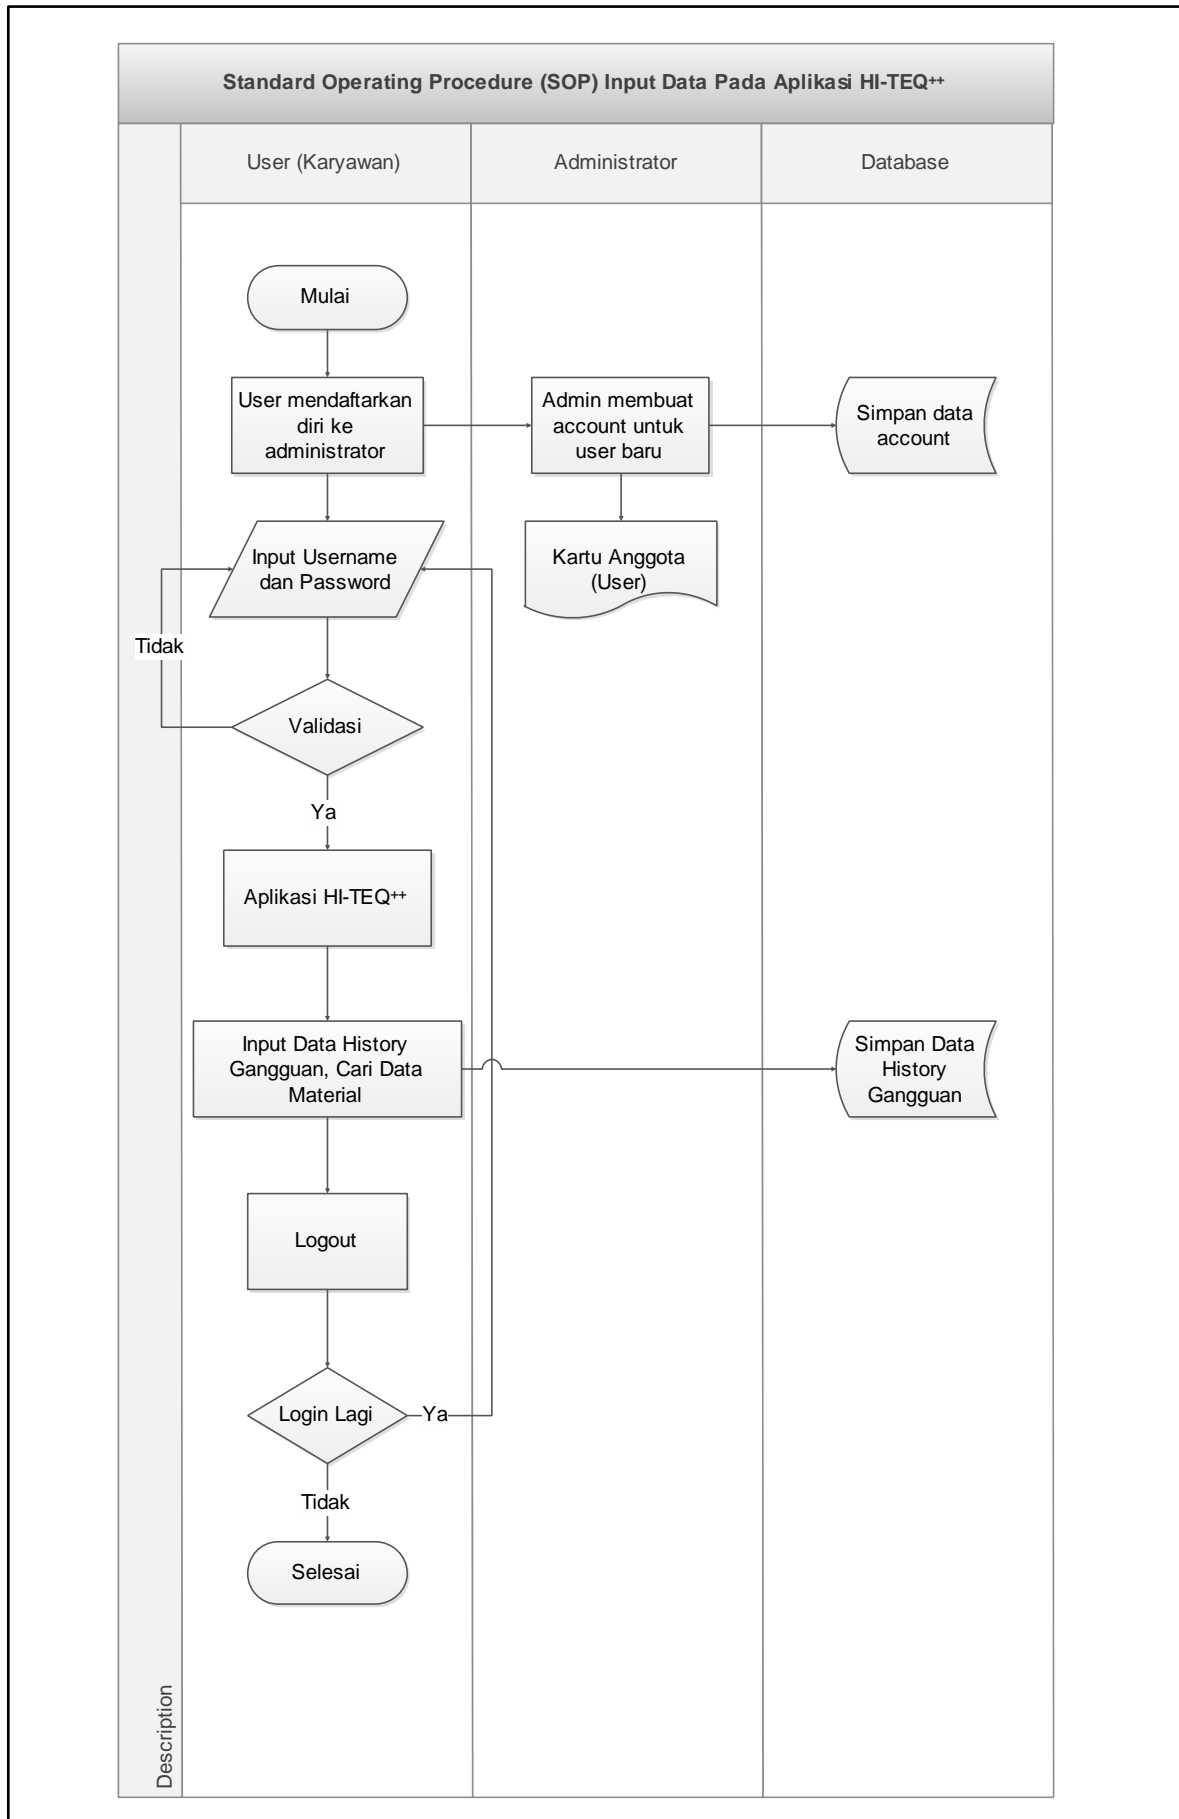 Standard Operating Procedure (SOP) Input Data Pada Aplikasi HI-TEQ++
User (Karyawan)
Administrator
Database
Mulai
User mendaftarkan
diri ke
administrator
Admin membuat
account untuk
user baru
Simpan data
account
Input Username
dan Password
Kartu Anggota
(User)
Tidak
Validasi
Ya
Aplikasi HI-TEQ++
Input Data History
Gangguan, Cari Data
Material
Simpan Data
History
Gangguan
Logout
Login Lagi
Ya
Tidak
Selesai
Description